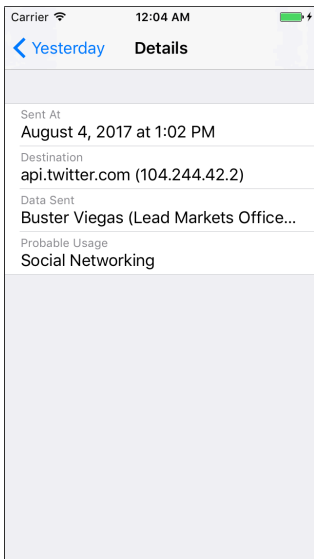 Carrier 12:04 AM
Yesterday Details
Sent At
August 4, 2017 at 1:02 PM
Destination
api.twitter.com (104.244.42.2)
Data Sent
Buster Viegas (Lead Markets Office...
Probable Usage
Social Networking